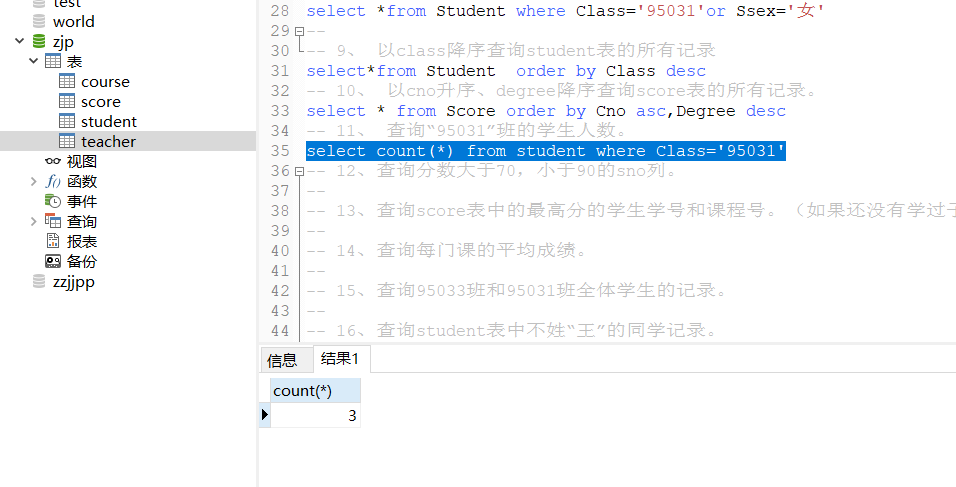 test
world
zjp
表
course
score
student
teacher
视图
函数
事件
查询
报表
备份
zzjjpp
28 select *from Student where Class='95031'or Ssex='女'
29 --
30 -- 9、 以class降序查询student表的所有记录
31 select*from Student  order by Class desc
32 -- 10、 以cno升序、degree降序查询score表的所有记录。
33 select * from Score order by Cno asc,Degree desc
34 -- 11、 查询“95031”班的学生人数。
35 select count(*) from student where Class='95031'
36 -- 12、查询分数大于70，小于90的sno列。
37 --
38 -- 13、查询score表中的最高分的学生学号和课程号。（如果还没有学过
39 --
40 -- 14、查询每门课的平均成绩。
41 --
42 -- 15、查询95033班和95031班全体学生的记录。
43 --
44 -- 16、查询student表中不姓“王”的同学记录。
信息 结果1
count(*)
3